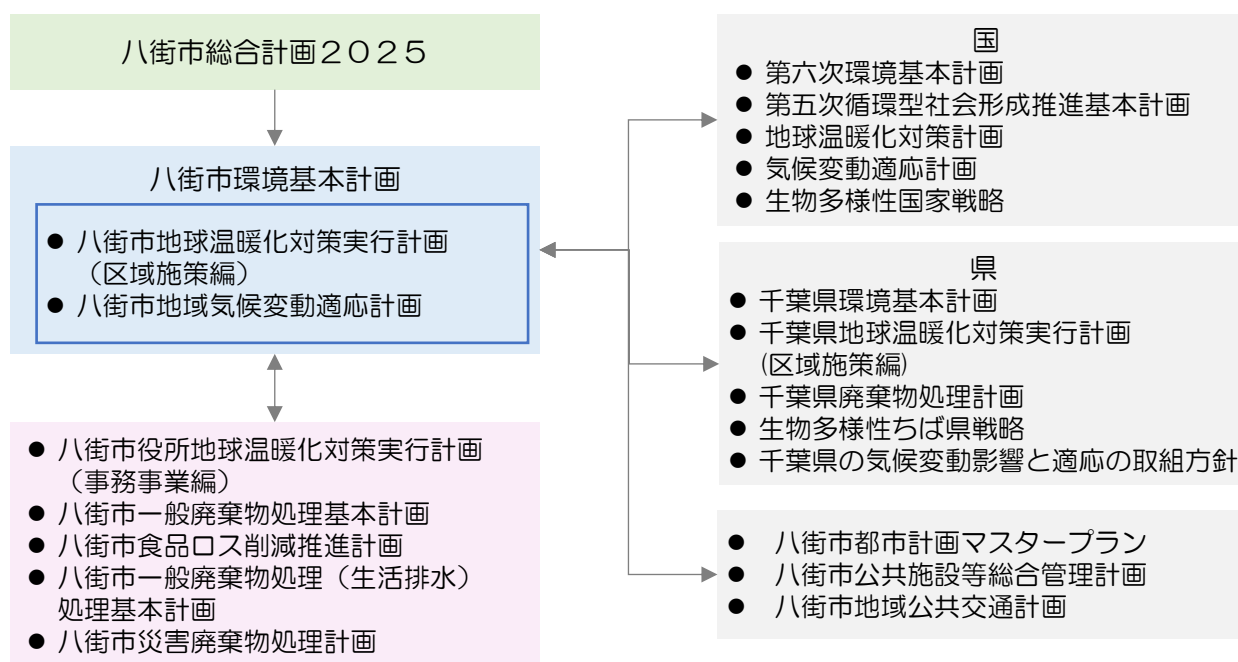 八街市総合計画２０２５
八街市環境基本計画
● 八街市地球温暖化対策実行計画
（区域施策編）
● 八街市地域気候変動適応計画
● 八街市役所地球温暖化対策実行計画
（事務事業編）
● 八街市一般廃棄物処理基本計画
● 八街市食品ロス削減推進計画
● 八街市一般廃棄物処理（生活排水）
処理基本計画
● 八街市災害廃棄物処理計画
国
● 第六次環境基本計画
● 第五次循環型社会形成推進基本計画
● 地球温暖化対策計画
● 気候変動適応計画
● 生物多様性国家戦略
県
● 千葉県環境基本計画
● 千葉県地球温暖化対策実行計画
(区域施策編)
● 千葉県廃棄物処理計画
● 生物多様性ちば県戦略
● 千葉県の気候変動影響と適応の取組方針
● 八街市都市計画マスタープラン
● 八街市公共施設等総合管理計画
● 八街市地域公共交通計画